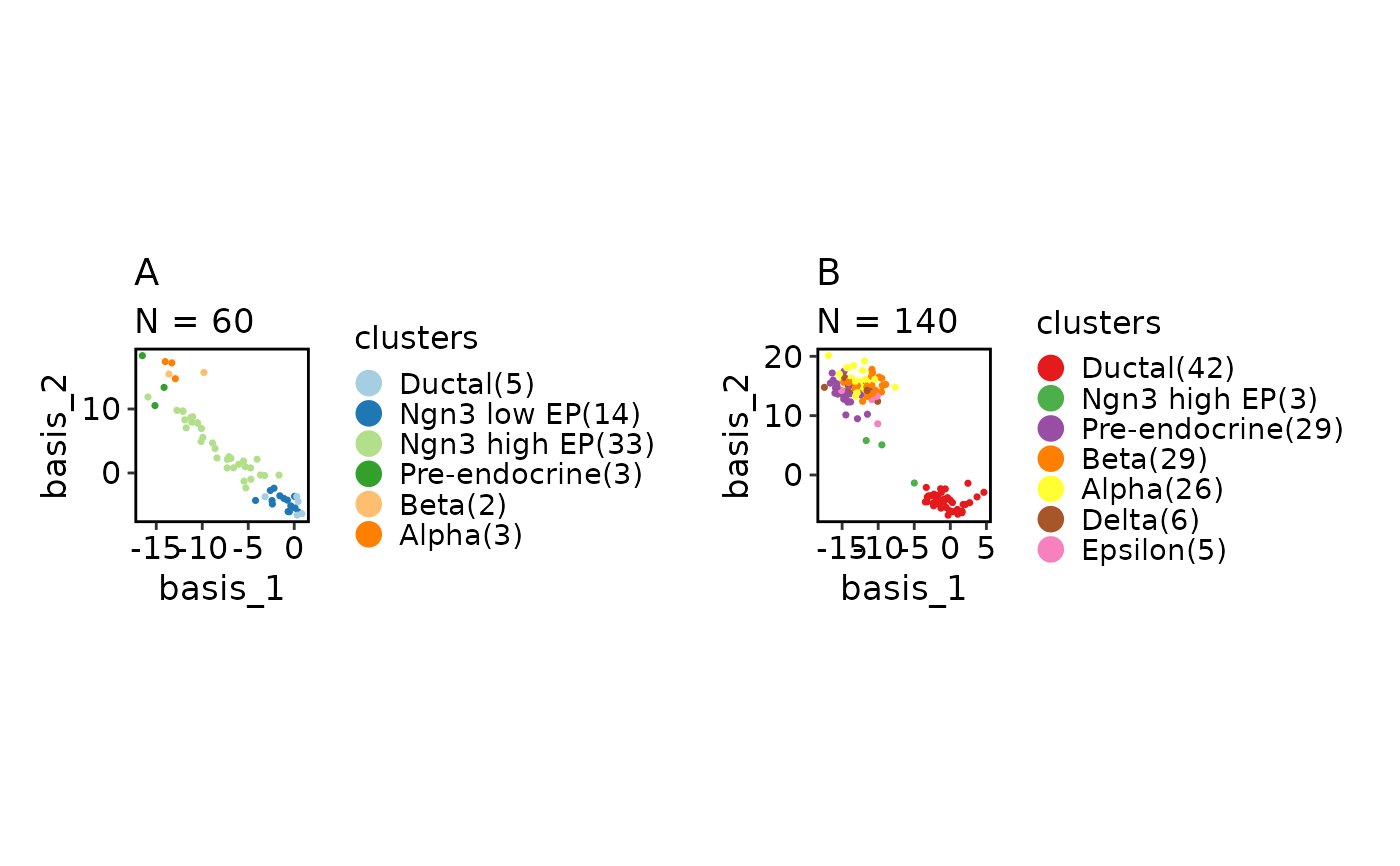 A
N = 60
basis_2
10
0
-15
-10
-5
0
basis_1
clusters
Ductal(5)
Ngn3 low EP(14)
Ngn3 high EP(33)
Pre-endocrine(3)
Beta(2)
Alpha(3)
B
N = 140
basis_2
20
10
0
-15
-10
-5
0
5
basis_1
clusters
Ductal(42)
Ngn3 high EP(3)
Pre-endocrine(29)
Beta(29)
Alpha(26)
Delta(6)
Epsilon(5)